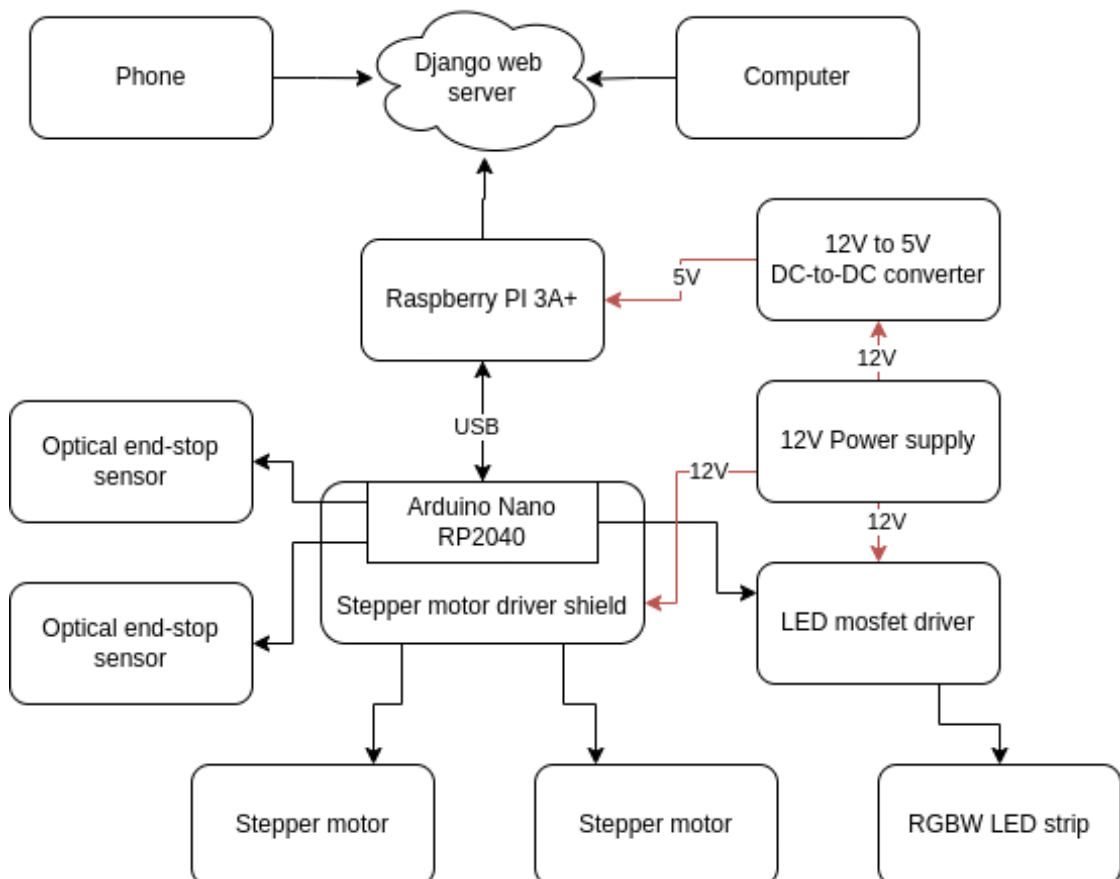 Phone
Django web
server
Computer
12V to 5V
DC-to-DC converter
5V
Raspberry PI 3A+
12V
USB
Optical end-stop
sensor
12V Power supply
12V
Arduino Nano
RP2040
12V
Stepper motor driver shield
Optical end-stop
sensor
LED mosfet driver
Stepper motor
Stepper motor
RGBW LED strip